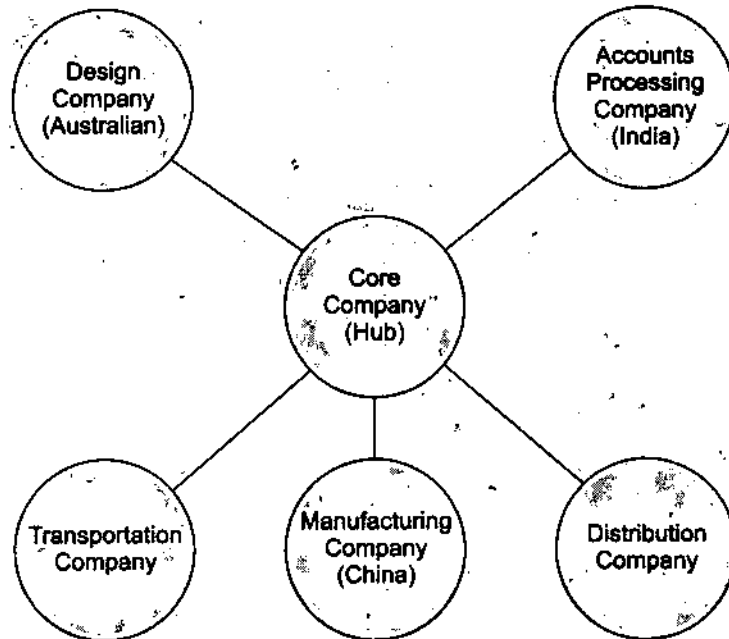 Design
Company
(Australian)
Accounts
Processing
Company
(India)
Core
Company
(Hub)
Transportation
Company
Manufacturing
Company
(China)
Distribution
Company